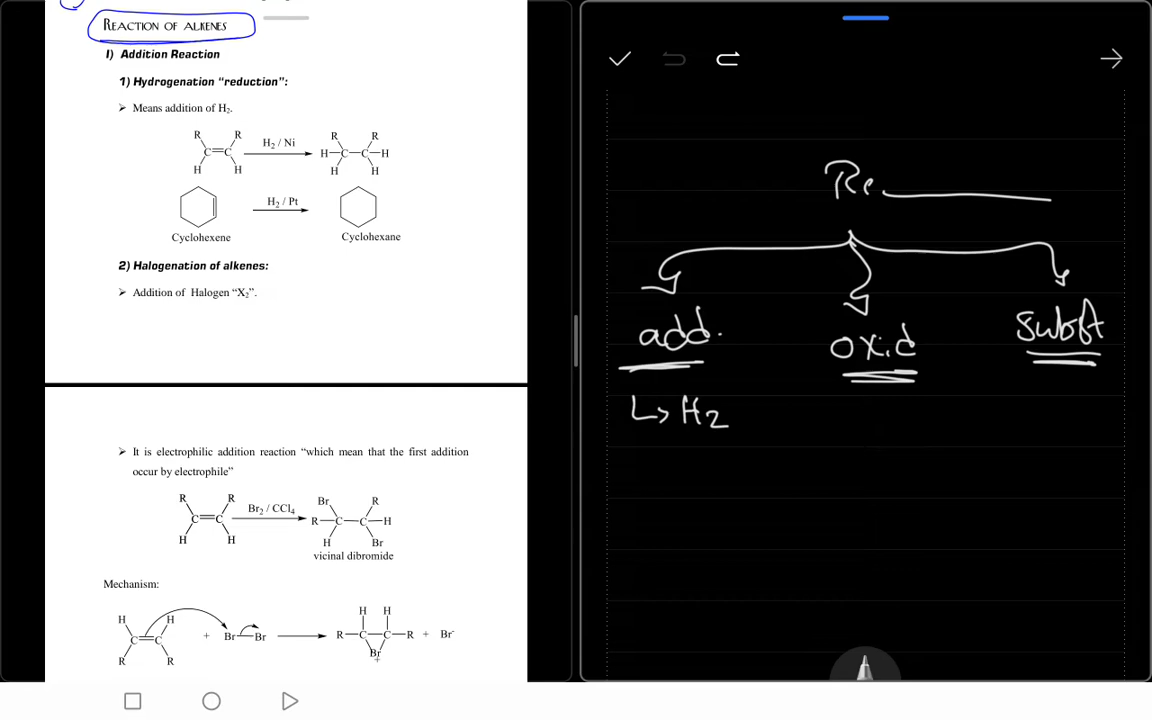 REACTION OF ALKENES
I) Addition Reaction
1) Hydrogenation “reduction”:
➢ Means addition of H₂.
R R
C=C
H H
H₂ / Ni
R R
H—C—C—H
H H
H₂ / Pt
Cyclohexene
Cyclohexane
2) Halogenation of alkenes:
➢ Addition of Halogen “X₂”.
➢ It is electrophilic addition reaction “which mean that the first addition
occur by electrophile”
R R
C=C
H H
Br₂ / CCl₄
Br R
R—C—C—H
H Br
vicinal dibromide
Mechanism:
H H
C=C
R R
+ Br—Br
H H
R—C—C—R + Br⁻
Br
+
Re
add.
oxid
subst
↳ H2